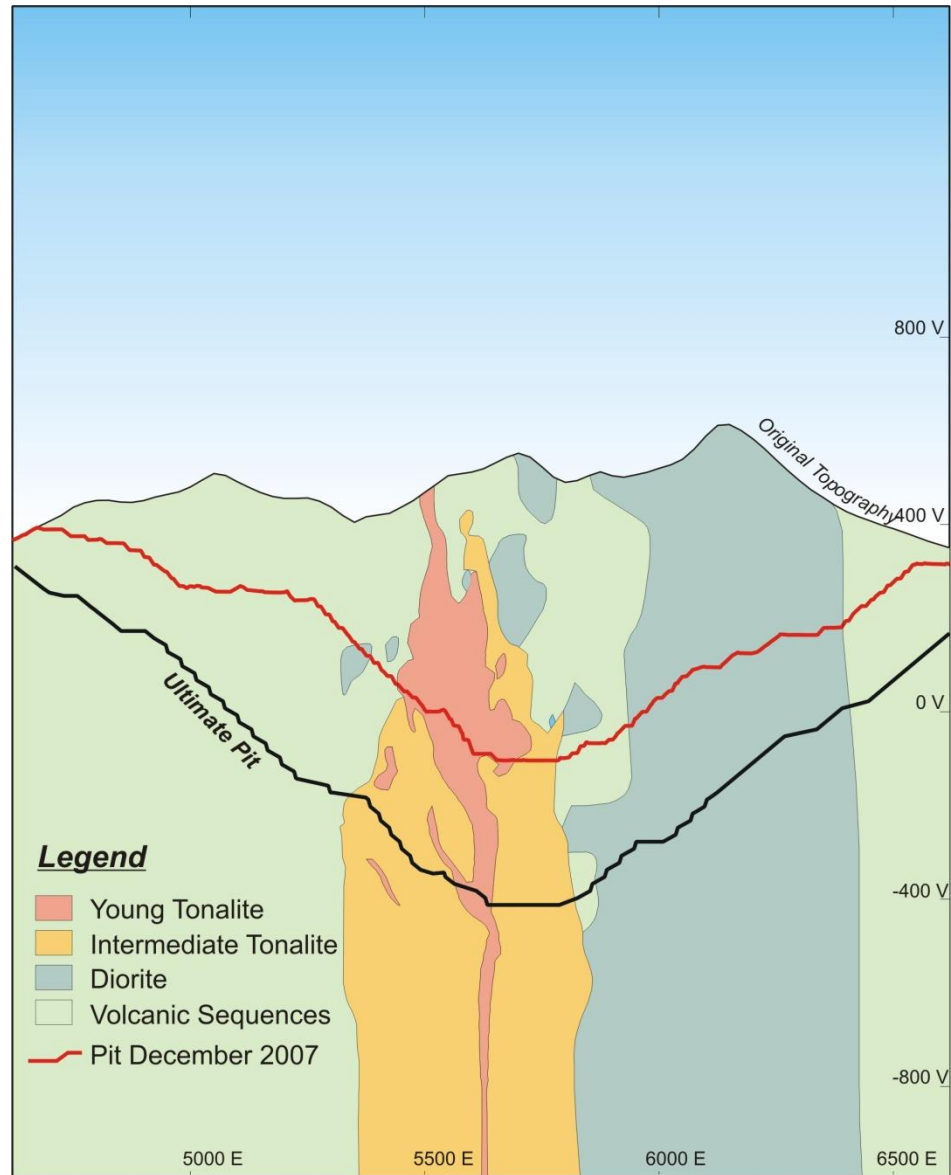 800 V
Original Topography
400 V
0 V
Ultimate Pit
-400 V
Legend
Young Tonalite
Intermediate Tonalite
Diorite
Volcanic Sequences
Pit December 2007
-800 V
5000 E
5500 E
6000 E
6500 E